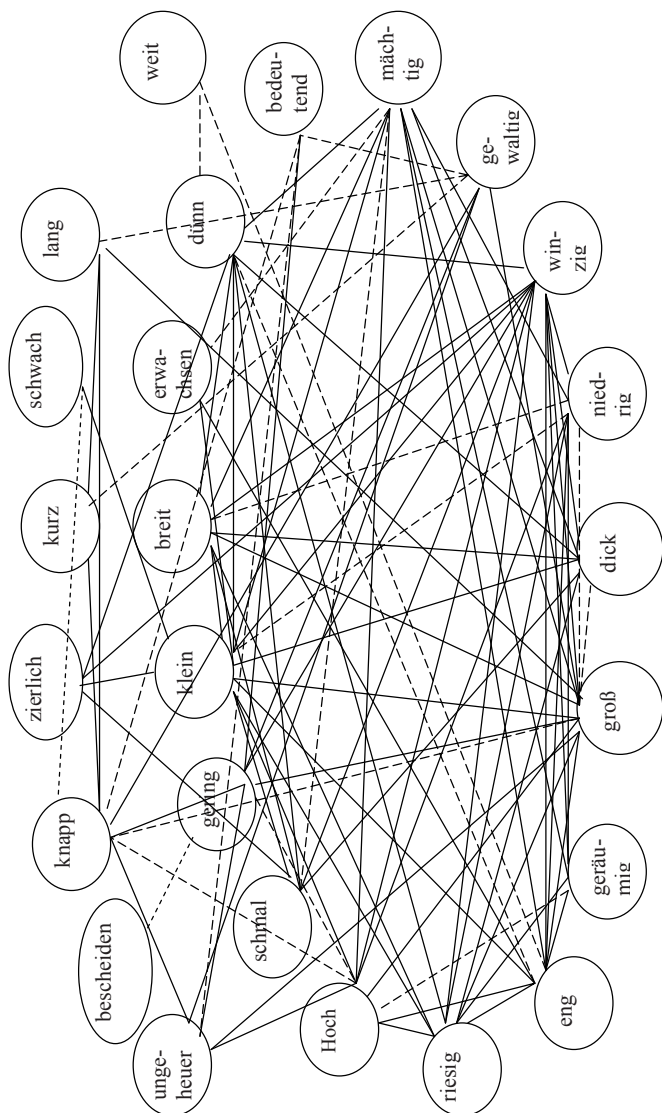 zierlich
kurz
schwach
lang
knapp
bescheiden
weit
unge-
heuer
gering
klein
breit
erwa-
chsen
dünn
bedeu-
tend
schmal
Hoch
mäch-
tig
riesig
ge-
waltig
eng
win-
zig
geräu-
mig
groß
dick
nied-
rig